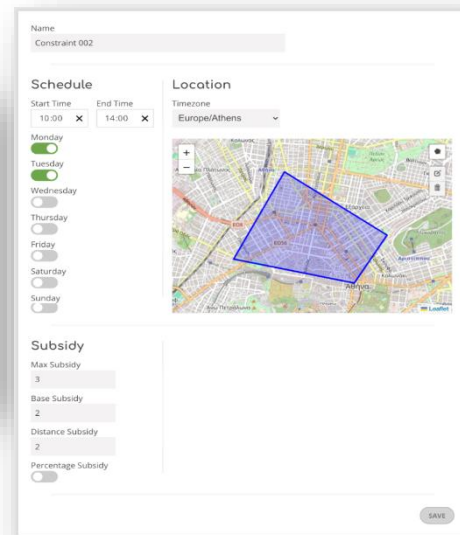 Name
Constraint 002
Schedule
Location
Start Time
End Time
Timezone
10:00
14:00
Europe/Athens
Monday
Tuesday
Wednesday
Thursday
Friday
Saturday
Sunday
+
−
Αθήνα
Leaflet
Subsidy
Max Subsidy
3
Base Subsidy
2
Distance Subsidy
2
Percentage Subsidy
SAVE